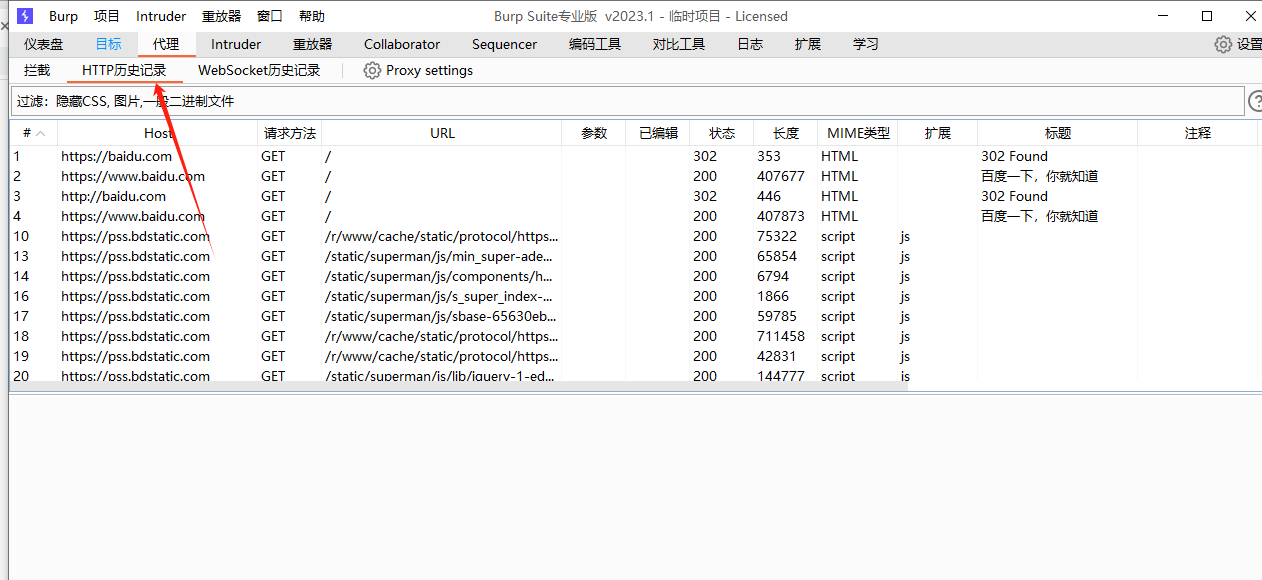 Burp 项目 Intruder 重放器 窗口 帮助 Burp Suite专业版 v2023.1 - 临时项目 - Licensed
仪表盘 目标 代理 Intruder 重放器 Collaborator Sequencer 编码工具 对比工具 日志 扩展 学习 设置
拦截 HTTP历史记录 WebSocket历史记录 Proxy settings
过滤：隐藏CSS, 图片,一般二进制文件
# Host 请求方法 URL 参数 已编辑 状态 长度 MIME类型 扩展 标题 注释
1 https://baidu.com GET / 302 353 HTML 302 Found
2 https://www.baidu.com GET / 200 407677 HTML 百度一下，你就知道
3 http://baidu.com GET / 302 446 HTML 302 Found
4 https://www.baidu.com GET / 200 407873 HTML 百度一下，你就知道
10 https://pss.bdstatic.com GET /r/www/cache/static/protocol/https... 200 75322 script js
13 https://pss.bdstatic.com GET /static/superman/js/min_super-ade... 200 65854 script js
14 https://pss.bdstatic.com GET /static/superman/js/components/h... 200 6794 script js
16 https://pss.bdstatic.com GET /static/superman/js/s_super_index-... 200 1866 script js
17 https://pss.bdstatic.com GET /static/superman/js/sbase-65630eb... 200 59785 script js
18 https://pss.bdstatic.com GET /r/www/cache/static/protocol/https... 200 711458 script js
19 https://pss.bdstatic.com GET /r/www/cache/static/protocol/https... 200 42831 script js
20 https://pss.bdstatic.com GET /static/superman/js/lib/jquery-1-ed... 200 144777 script js